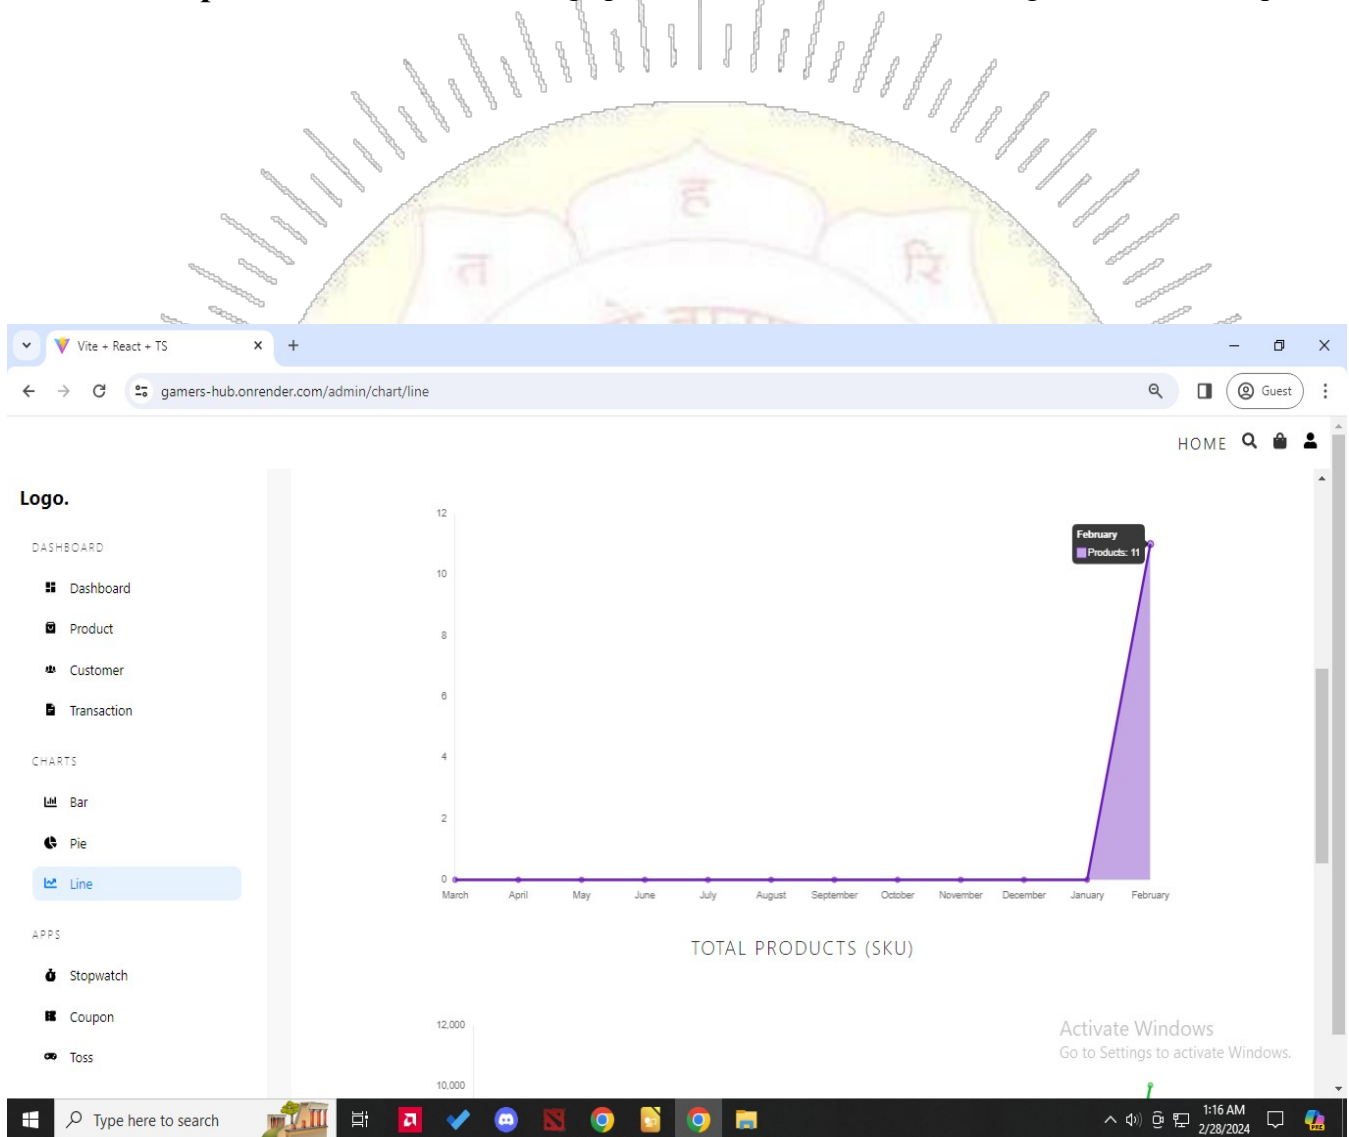 ह
त
रि
Vite + React + TS
gamers-hub.onrender.com/admin/chart/line
Guest
HOME
Logo.
DASHBOARD
Dashboard
Product
Customer
Transaction
CHARTS
Bar
Pie
Line
APPS
Stopwatch
Coupon
Toss
12
10
8
6
4
2
0
February
Products: 11
March April May June July August September October November December January February
TOTAL PRODUCTS (SKU)
12,000
10,000
Activate Windows
Go to Settings to activate Windows.
Type here to search
1:16 AM
2/28/2024